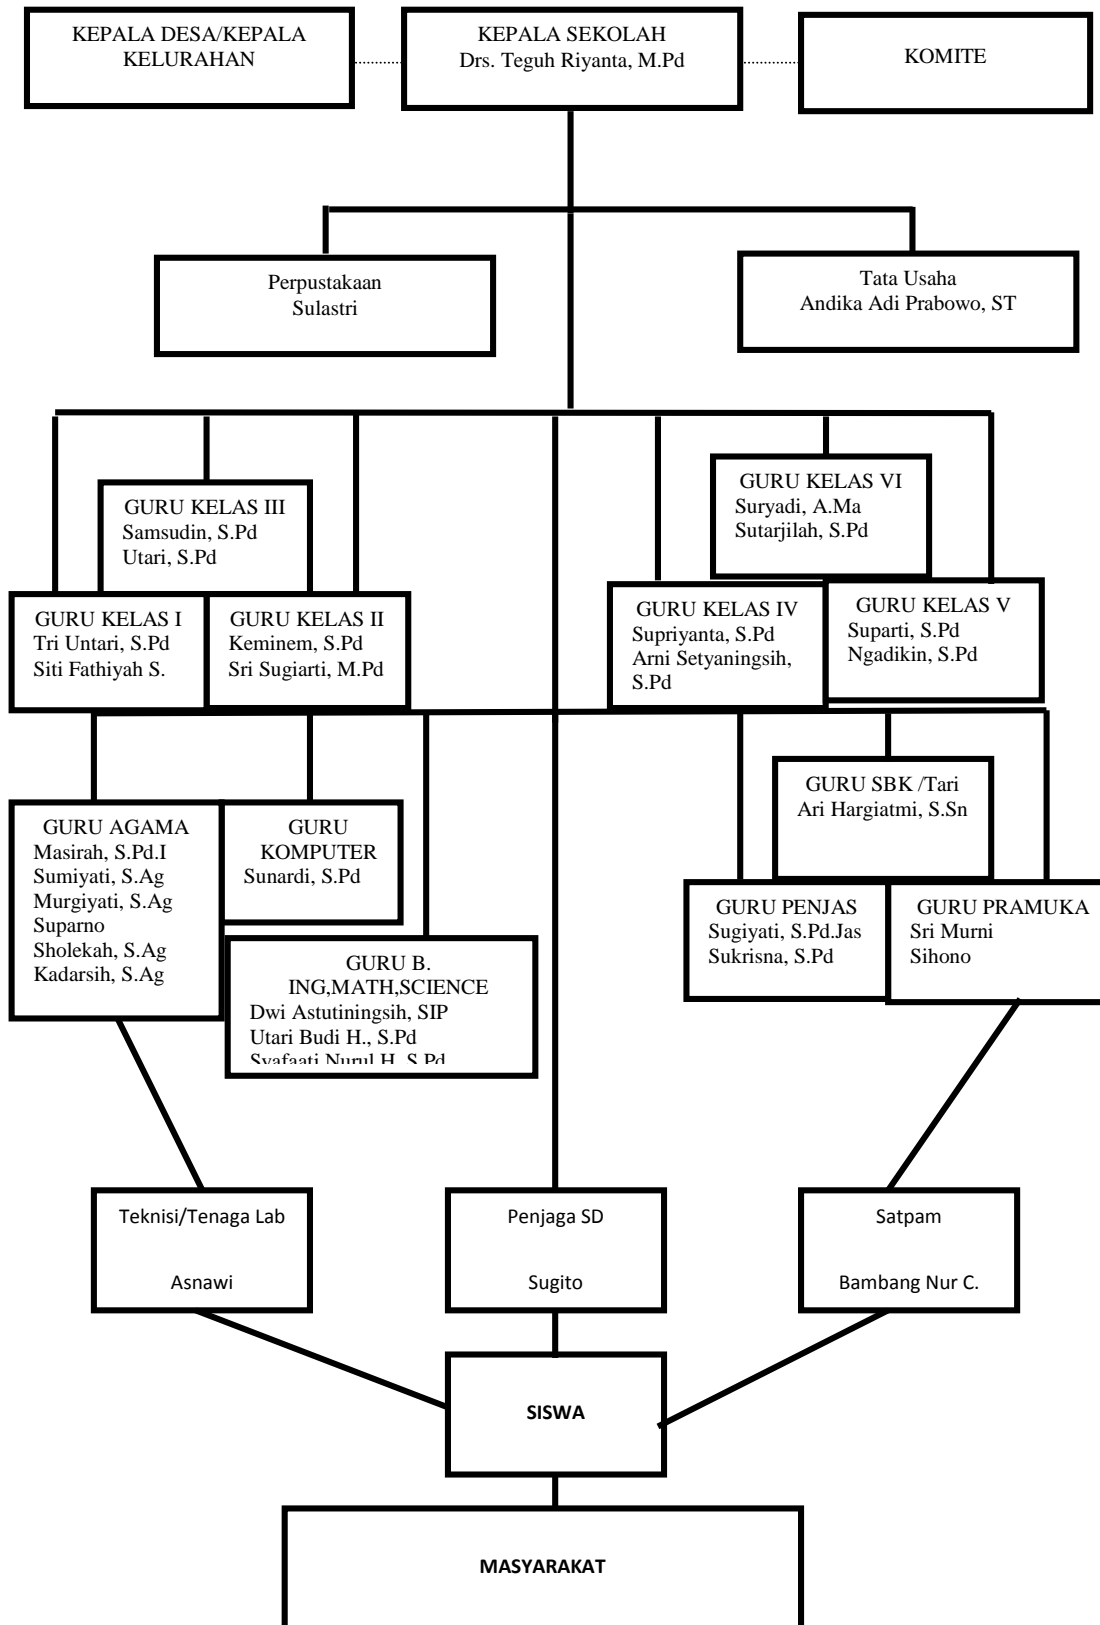 KEPALA DESA/KEPALA
KELURAHAN
KEPALA SEKOLAH
Drs. Teguh Riyanta, M.Pd
KOMITE
Perpustakaan
Sulastri
Tata Usaha
Andika Adi Prabowo, ST
GURU KELAS III
Samsudin, S.Pd
Utari, S.Pd
GURU KELAS VI
Suryadi, A.Ma
Sutarjilah, S.Pd
GURU KELAS I
Tri Untari, S.Pd
Siti Fathiyah S.
GURU KELAS II
Keminem, S.Pd
Sri Sugiarti, M.Pd
GURU KELAS IV
Supriyanta, S.Pd
Arni Setyaningsih,
S.Pd
GURU KELAS V
Suparti, S.Pd
Ngadikin, S.Pd
GURU AGAMA
Masirah, S.Pd.I
Sumiyati, S.Ag
Murgiyati, S.Ag
Suparno
Sholekah, S.Ag
Kadarsih, S.Ag
GURU
KOMPUTER
Sunardi, S.Pd
GURU B.
ING,MATH,SCIENCE
Dwi Astutiningsih, SIP
Utari Budi H., S.Pd
Syafaati Nurul H, S.Pd
GURU SBK /Tari
Ari Hargiatmi, S.Sn
GURU PENJAS
Sugiyati, S.Pd.Jas
Sukrisna, S.Pd
GURU PRAMUKA
Sri Murni
Sihono
Teknisi/Tenaga Lab
Asnawi
Penjaga SD
Sugito
Satpam
Bambang Nur C.
SISWA
MASYARAKAT